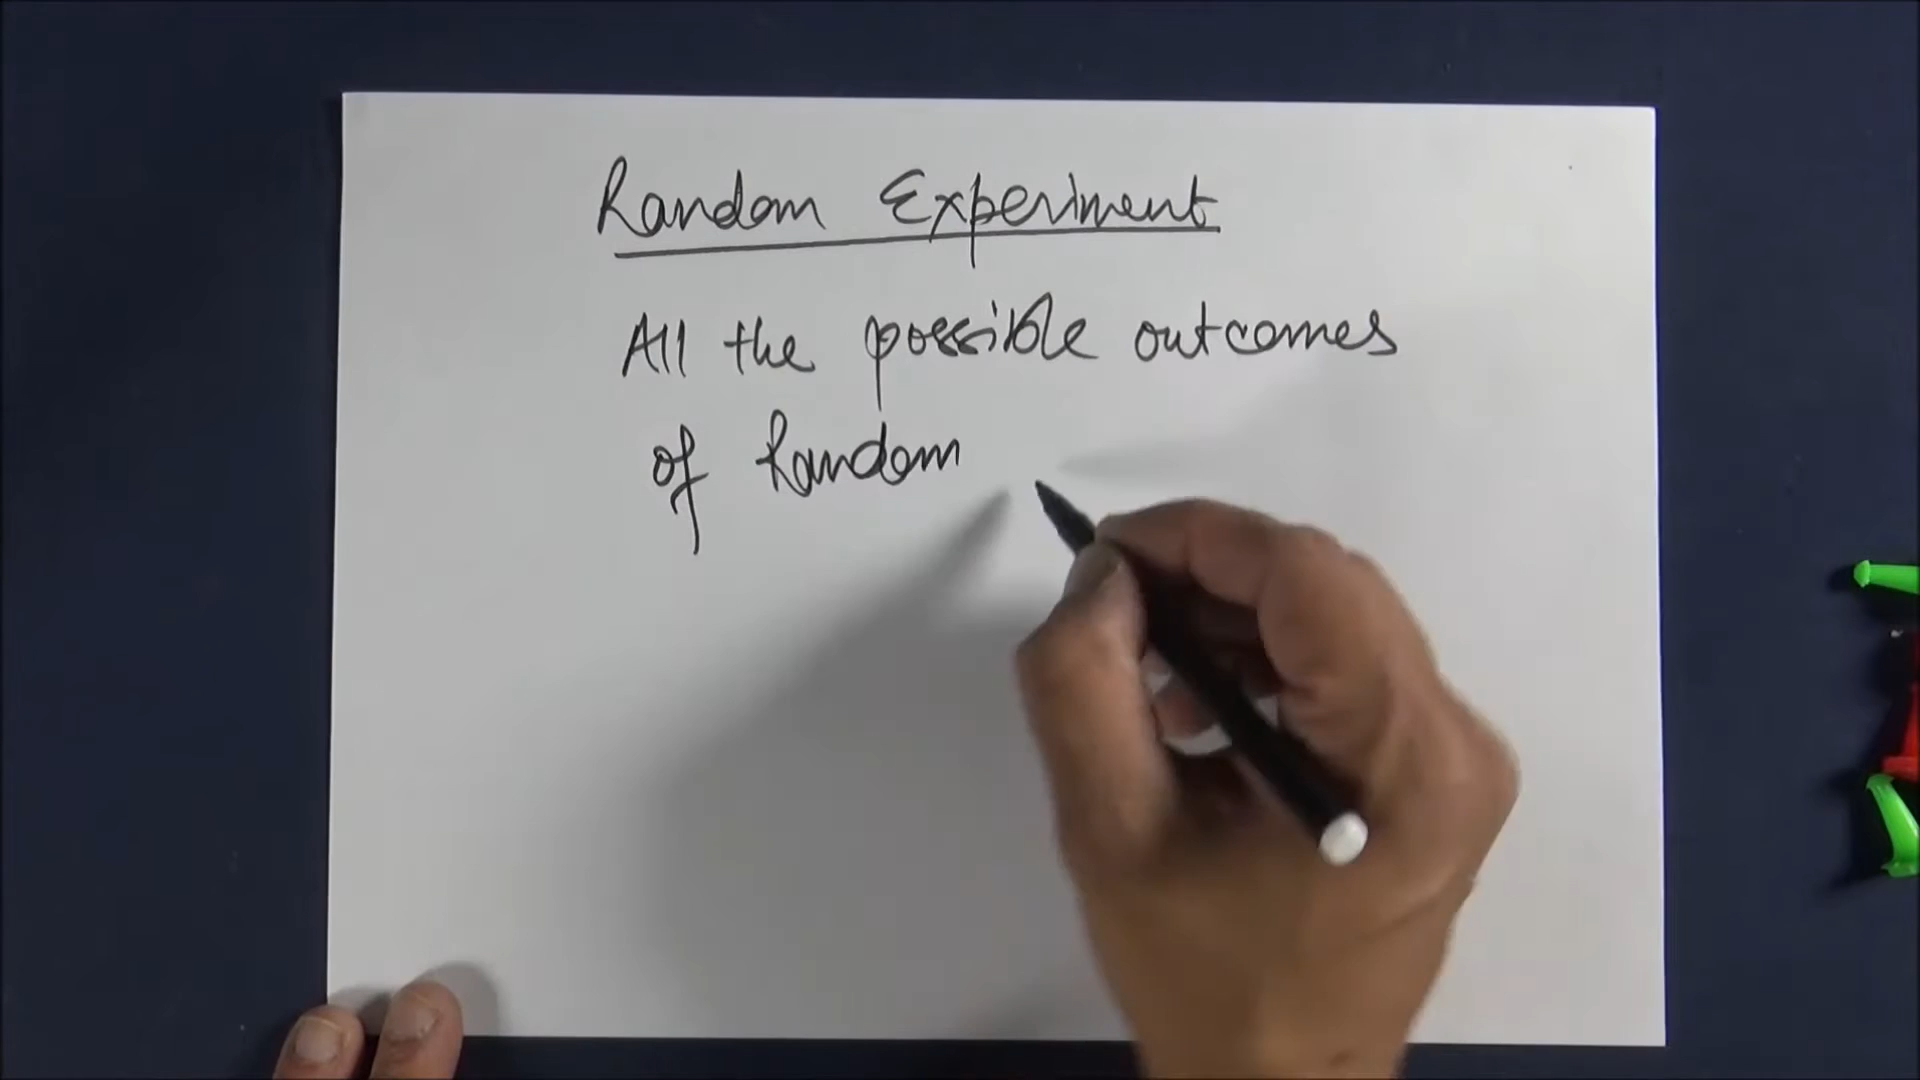 Random Experiment
All the possible outcomes
of Random